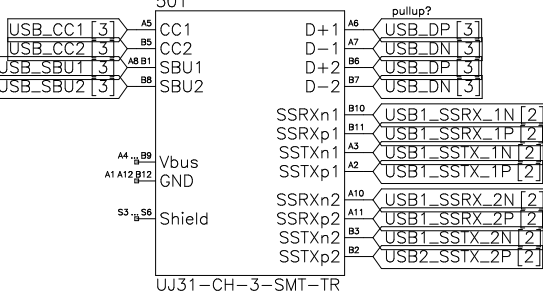 pullup?
USB_CC1 [3] A5 CC1 D+1 A6 USB_DP [3]
USB_CC2 [3] B5 CC2 D-1 A7 USB_DN [3]
USB_SBU1 [3] A8 B1 SBU1 D+2 B6 USB_DP [3]
USB_SBU2 [3] B8 SBU2 D-2 B7 USB_DN [3]
SSRXn1 B10 USB1_SSRX_1N [2]
SSRXp1 B11 USB1_SSRX_1P [2]
SSTXn1 A3 USB1_SSTX_1N [2]
SSTXp1 A2 USB1_SSTX_1P [2]
A4 ... B9 Vbus
A1 A12 B12 GND
SSRXn2 A10 USB1_SSRX_2N [2]
S3 ... S6 Shield SSRXp2 A11 USB1_SSRX_2P [2]
SSTXn2 B3 USB1_SSTX_2N [2]
SSTXp2 B2 USB2_SSTX_2P [2]
UJ31-CH-3-SMT-TR